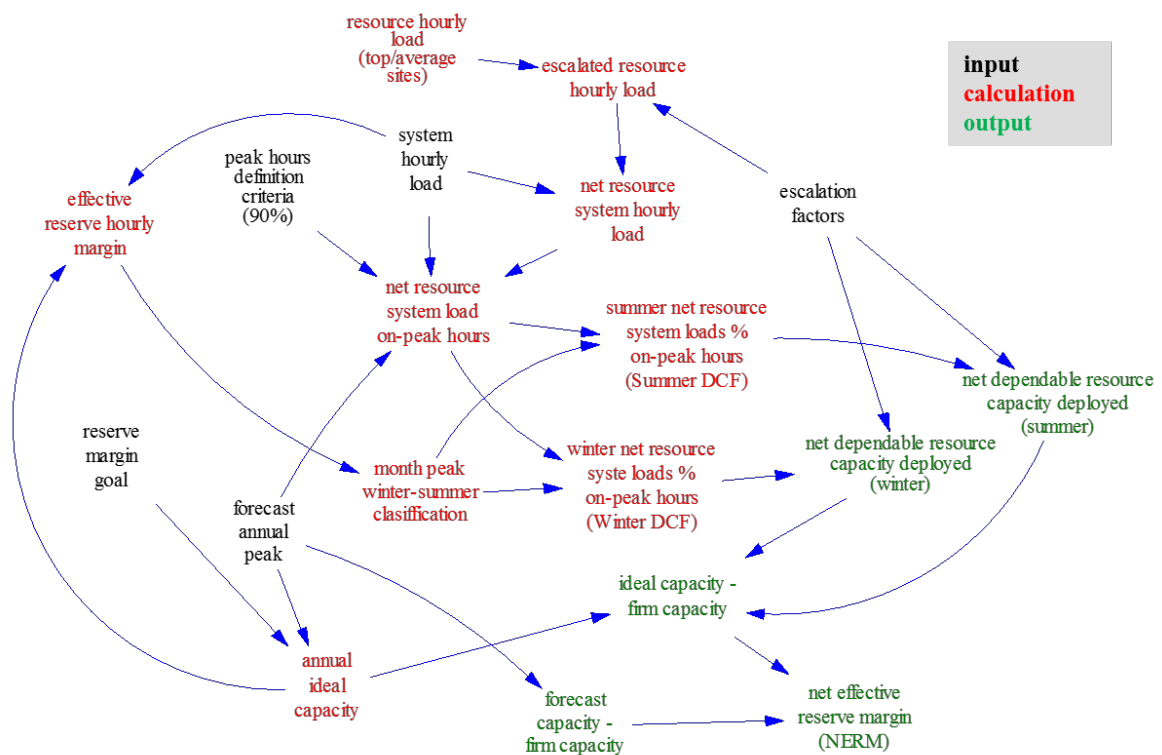 resource hourly
load
(top/average
sites)
escalated resource
hourly load
input
calculation
output
system
hourly
load
peak hours
definition
criteria
(90%)
effective
reserve hourly
margin
net resource
system hourly
load
escalation
factors
net resource
system load
on-peak hours
summer net resource
system loads %
on-peak hours
(Summer DCF)
net dependable resource
capacity deployed
(summer)
reserve
margin
goal
month peak
winter-summer
clasiffication
winter net resource
syste loads %
on-peak hours
(Winter DCF)
net dependable resource
capacity deployed
(winter)
forecast
annual
peak
ideal capacity -
firm capacity
annual
ideal
capacity
forecast
capacity -
firm capacity
net effective
reserve margin
(NERM)